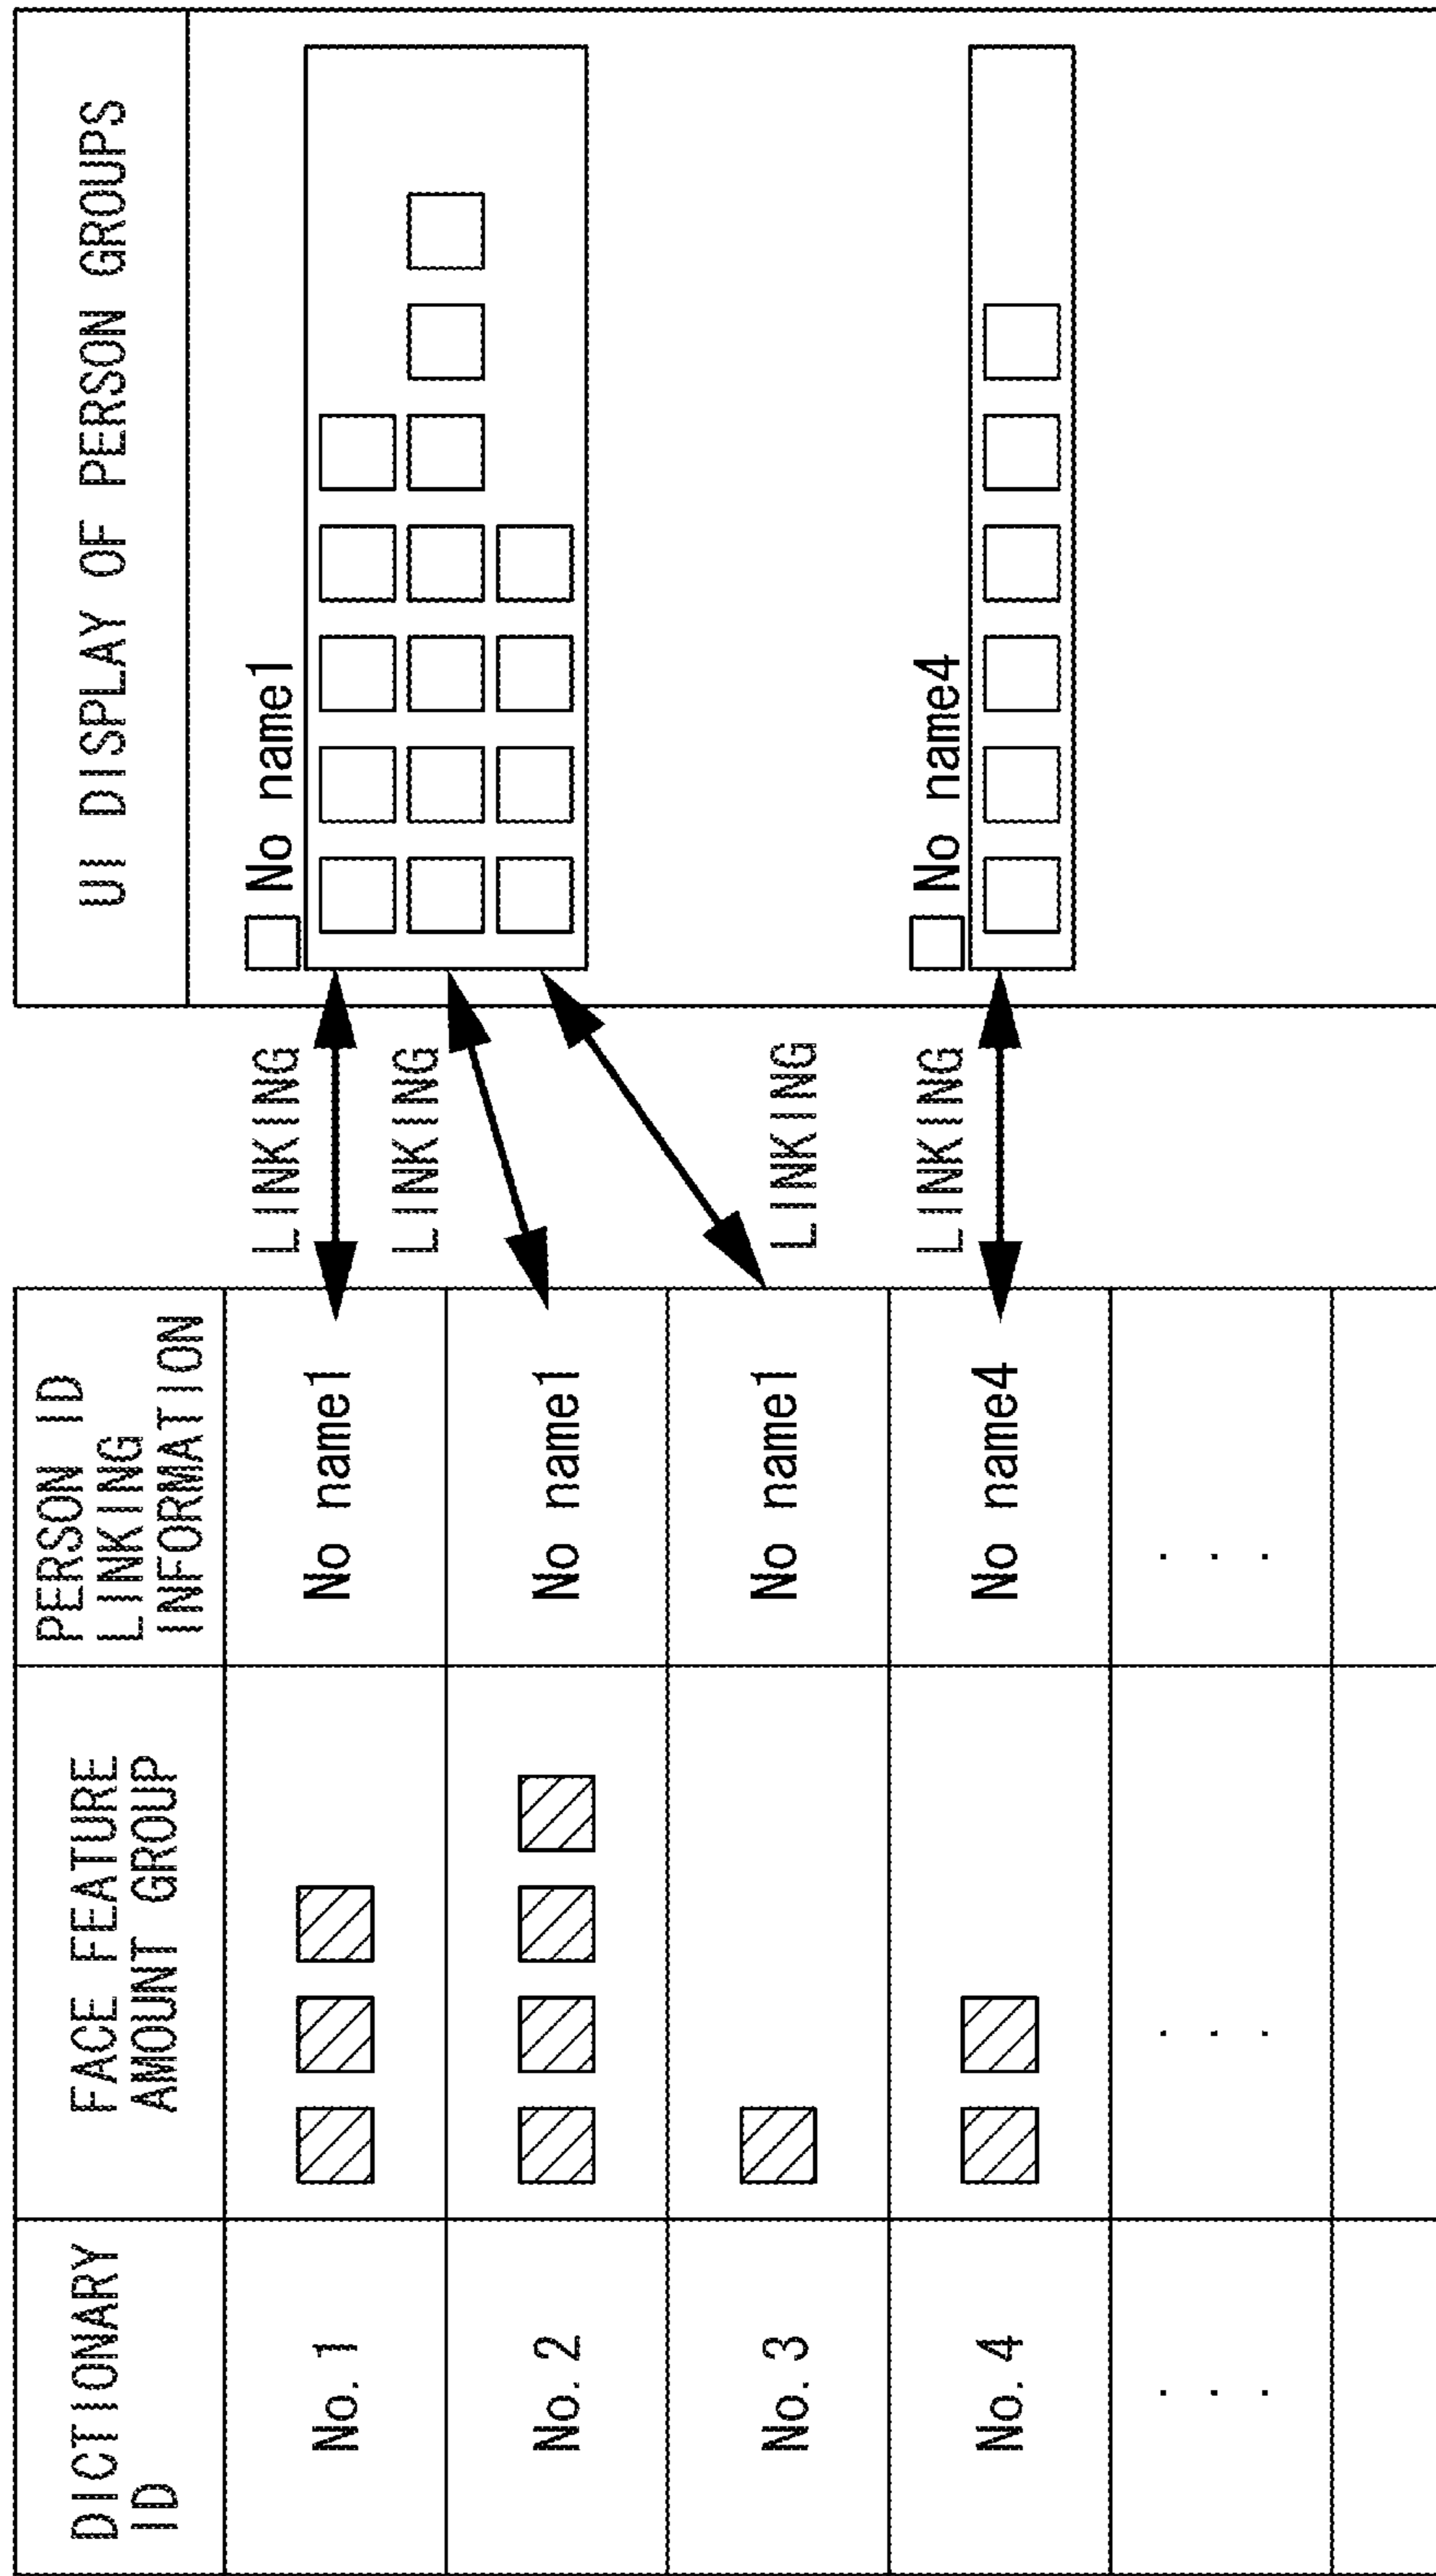 DICTIONARY
ID
FACE FEATURE
AMOUNT GROUP
PERSON ID
LINKING
INFORMATION
No. 1
No name1
No. 2
No name1
No. 3
No name1
No. 4
No name4
. . .
. . .
. . .
LINKING
LINKING
LINKING
LINKING
UI DISPLAY OF PERSON GROUPS
No name1
No name4